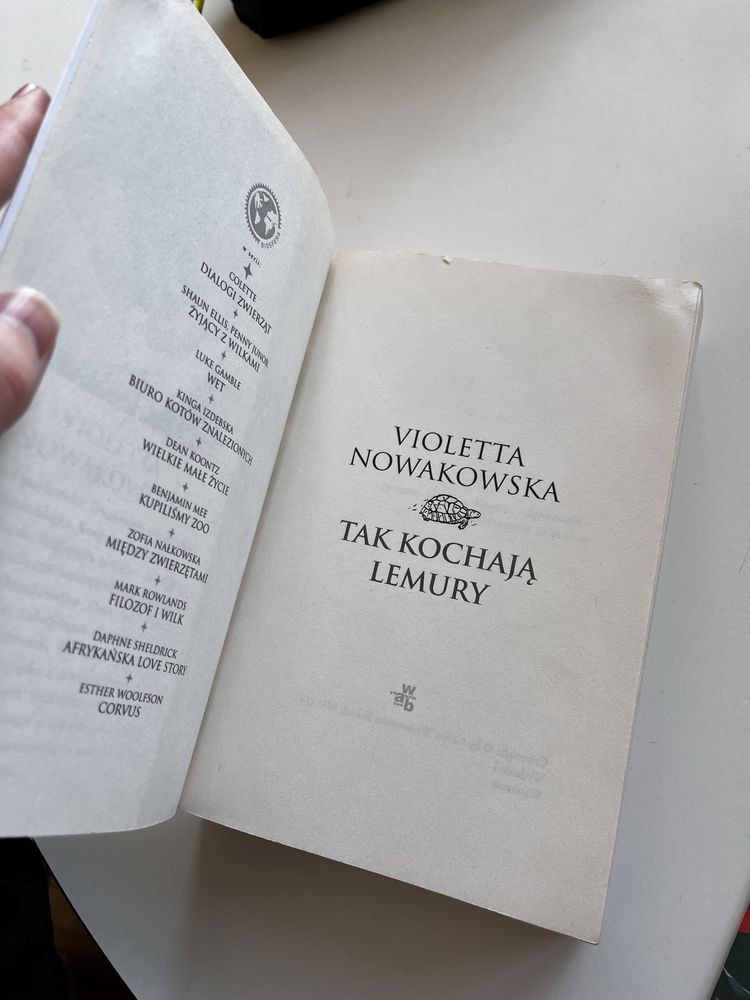 BIOSFERA
w serii:
COLETTE
DIALOGI ZWIERZĄT
SHAUN ELLIS, PENNY JUNOR
ŻYJĄCY Z WILKAMI
LUKE GAMBLE
WET
KINGA IZDEBSKA
BIURO KOTÓW ZNALEZIONYCH
DEAN KOONTZ
WIELKIE MAŁE ŻYCIE
BENJAMIN MEE
KUPILIŚMY ZOO
ZOFIA NAŁKOWSKA
MIĘDZY ZWIERZĘTAMI
MARK ROWLANDS
FILOZOF I WILK
DAPHNE SHELDRICK
AFRYKAŃSKA LOVE STORY
ESTHER WOOLFSON
CORVUS
VIOLETTA
NOWAKOWSKA
TAK KOCHAJĄ
LEMURY
w
a b